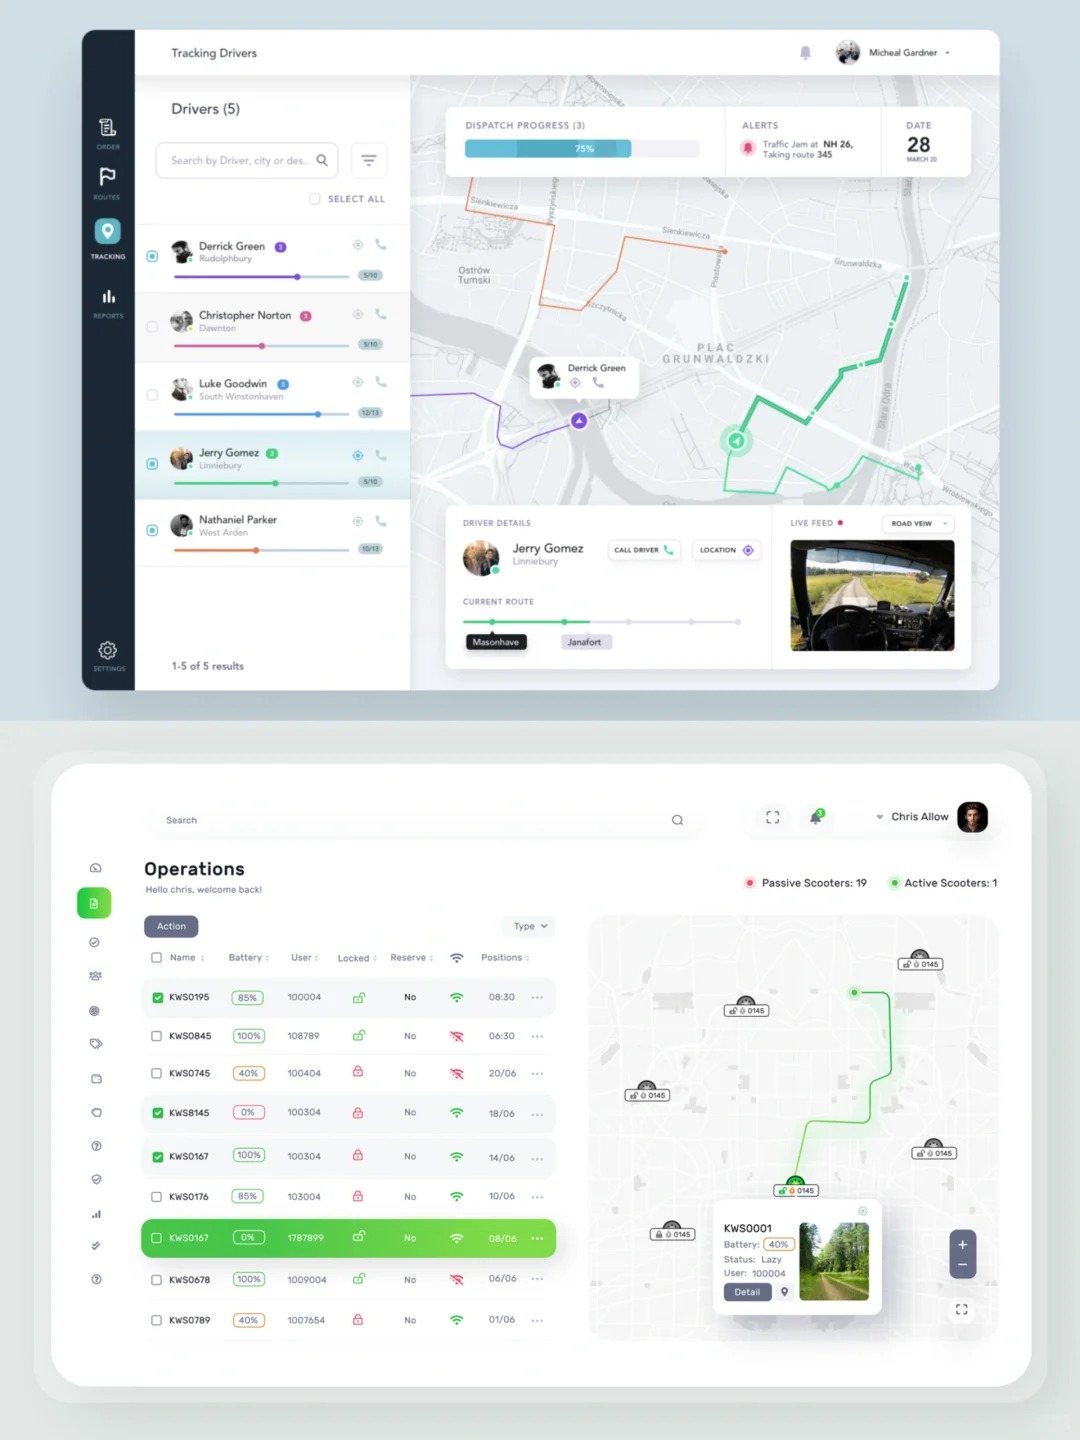 Tracking Drivers
Micheal Gardner
ORDER
ROUTES
TRACKING
REPORTS
SETTINGS
Drivers (5)
Search by Driver, city or des..
SELECT ALL
Derrick Green 2
Rudolphbury
5/10
Christopher Norton 3
Dawnton
5/10
Luke Goodwin 3
South Winstonhaven
12/13
Jerry Gomez 3
Linniebury
5/10
Nathaniel Parker
West Arden
10/13
1-5 of 5 results
DISPATCH PROGRESS (3)
75%
ALERTS
Traffic Jam at NH 26,
Taking route 345
DATE
28
MARCH 20
Sienkiewicza
Sienkiewicza
Grunwaldzka
Ostrów
Tumski
Szczytnicka
Piastowska
PLAC
GRUNWALDZKI
Stara Odra
Wróblewskiego
Derrick Green
DRIVER DETAILS
Jerry Gomez
Linniebury
CALL DRIVER
LOCATION
CURRENT ROUTE
Masonhave
Janafort
LIVE FEED
ROAD VEIW
Search
3
Chris Allow
Operations
Hello chris, welcome back!
Passive Scooters: 19
Active Scooters: 1
Action
Type
Name Battery User Locked Reserve Positions
KWS0195 85% 100004 No 08:30
KWS0845 100% 108789 No 06:30
KWS0745 40% 100404 No 20/06
KWS8145 0% 100304 No 18/06
KWS0167 100% 100304 No 14/06
KWS0176 85% 103004 No 10/06
KWS0167 0% 1787899 No 08/06
KWS0678 100% 1009004 No 06/06
KWS0789 40% 1007654 No 01/06
0145
0145
0145
0145
0145
0145
KWS0001
Battery: 40%
Status: Lazy
User: 100004
Detail
+
−